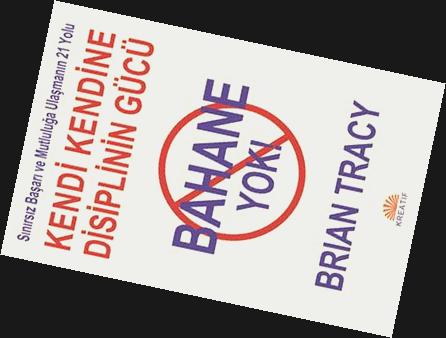 Sınırsız Başarı ve Mutluluğa Ulaşmanın 21 Yolu
KENDİ KENDİNE
DİSİPLİNİN GÜCÜ
BAHANE
YOK!
BRIAN TRACY
KREATİF